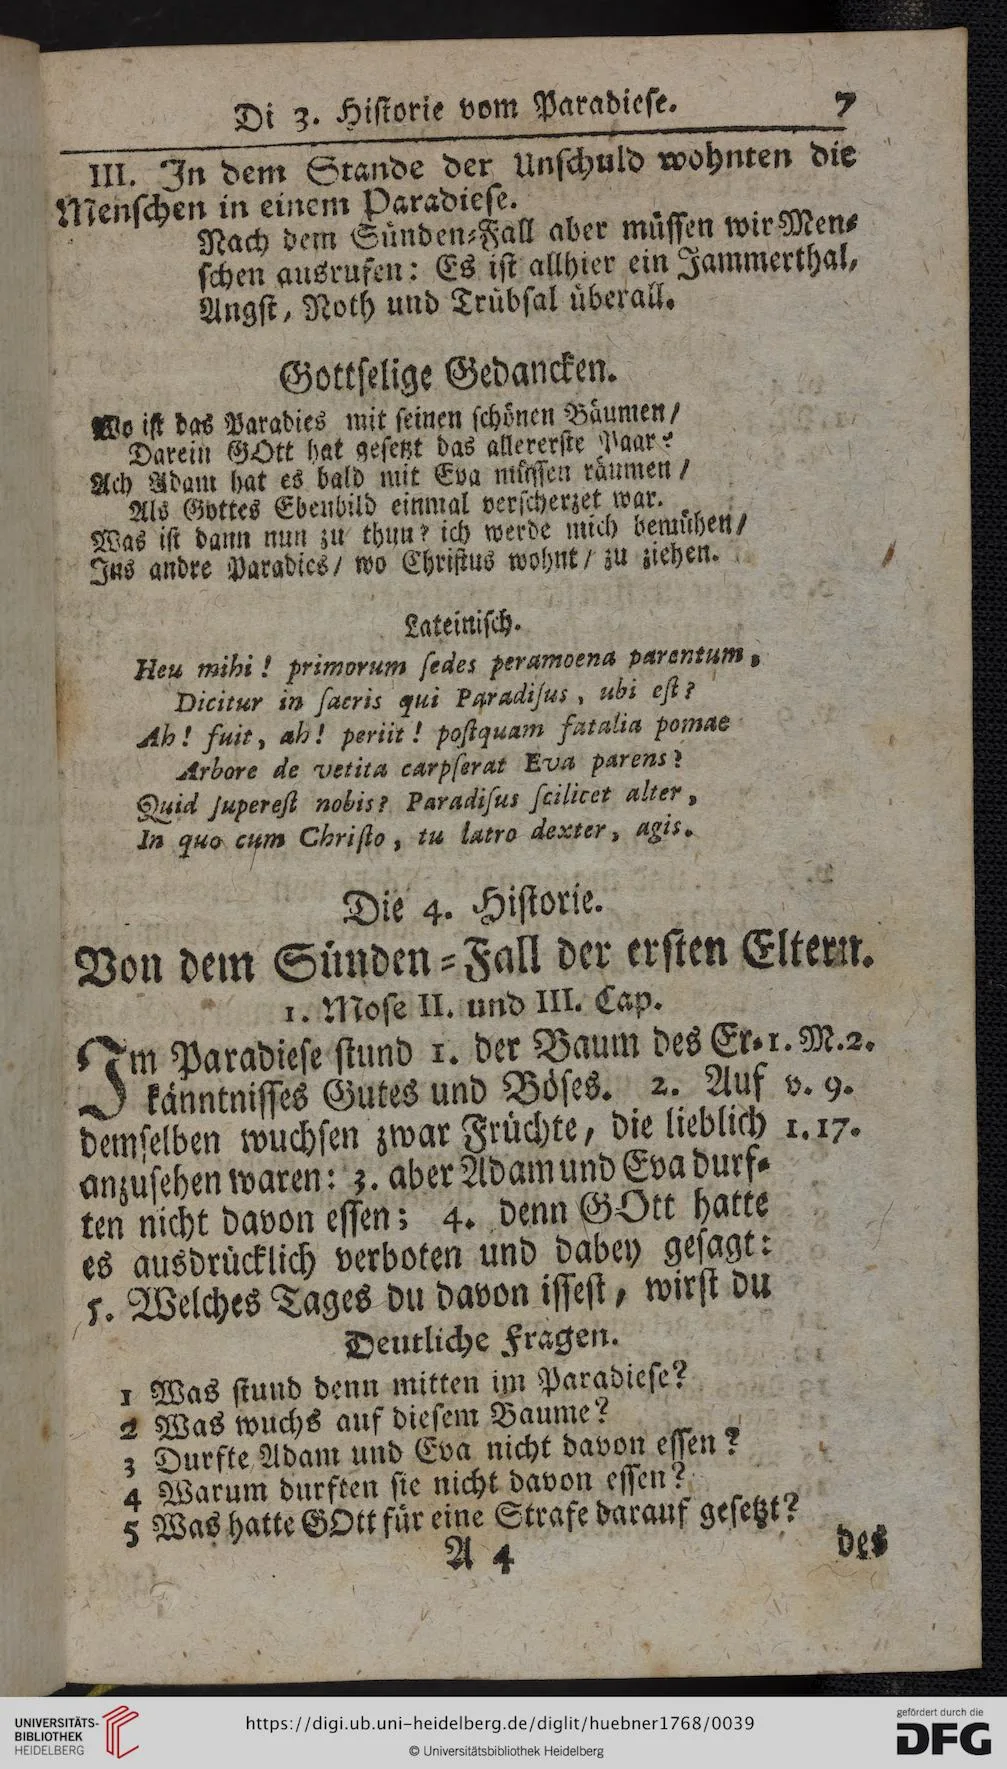 Di 3. Hiſtorie vom Paradieſe. 7
III. In dem Stande der Unſchuld wohnten die
Menſchen in einem Paradieſe.
Nach dem Sünden⸗Fall aber müſſen wir Men⸗
ſchen ausrufen: Es iſt allhier ein Jammerthal,
Angſt, Noth und Trübſal überall.
Gottſelige Gedancken.
Wo iſt das Paradies mit ſeinen ſchönen Bäumen/
Darein GOtt hat geſetzt das allererſte Paar?
Ach Adam hat es bald mit Eva müſſen räumen/
Als Gottes Ebenbild einmal verſcherzet war.
Was iſt dann nun zu thun? ich werde mich bemühen/
Ins andre Paradies/ wo Chriſtus wohnt/ zu ziehen.
Lateiniſch.
Heu mihi! primorum ſedes peramoena parentum,
Dicitur in ſacris qui Paradiſus, ubi eſt?
Ah! fuit, ah! periit! poſtquam fatalia pomae
Arbore de vetita carpſerat Eva parens?
Quid ſupereſt nobis? Paradiſus ſcilicet alter,
In quo cum Chriſto, tu latro dexter, agis.
Die 4. Hiſtorie.
Von dem Sünden⸗Fall der erſten Eltern.
1. Moſe II. und III. Cap.
Im Paradieſe ſtund 1. der Baum des Er⸗ 1. M. 2.
känntniſſes Gutes und Böſes. 2. Auf v. 9.
demſelben wuchſen zwar Früchte, die lieblich 1. 17.
anzuſehen waren: 3. aber Adam und Eva durf⸗
ten nicht davon eſſen; 4. denn GOtt hatte
es ausdrücklich verboten und dabey geſagt:
5. Welches Tages du davon iſſeſt, wirſt du
Deutliche Fragen.
1 Was ſtund denn mitten im Paradieſe?
2 Was wuchs auf dieſem Baume?
3 Durfte Adam und Eva nicht davon eſſen?
4 Warum durften ſie nicht davon eſſen?
5 Was hatte GOtt für eine Strafe darauf geſetzt?
A 4 des
UNIVERSITÄTS-
BIBLIOTHEK
HEIDELBERG
https://digi.ub.uni-heidelberg.de/diglit/huebner1768/0039
© Universitätsbibliothek Heidelberg
gefördert durch die
DFG